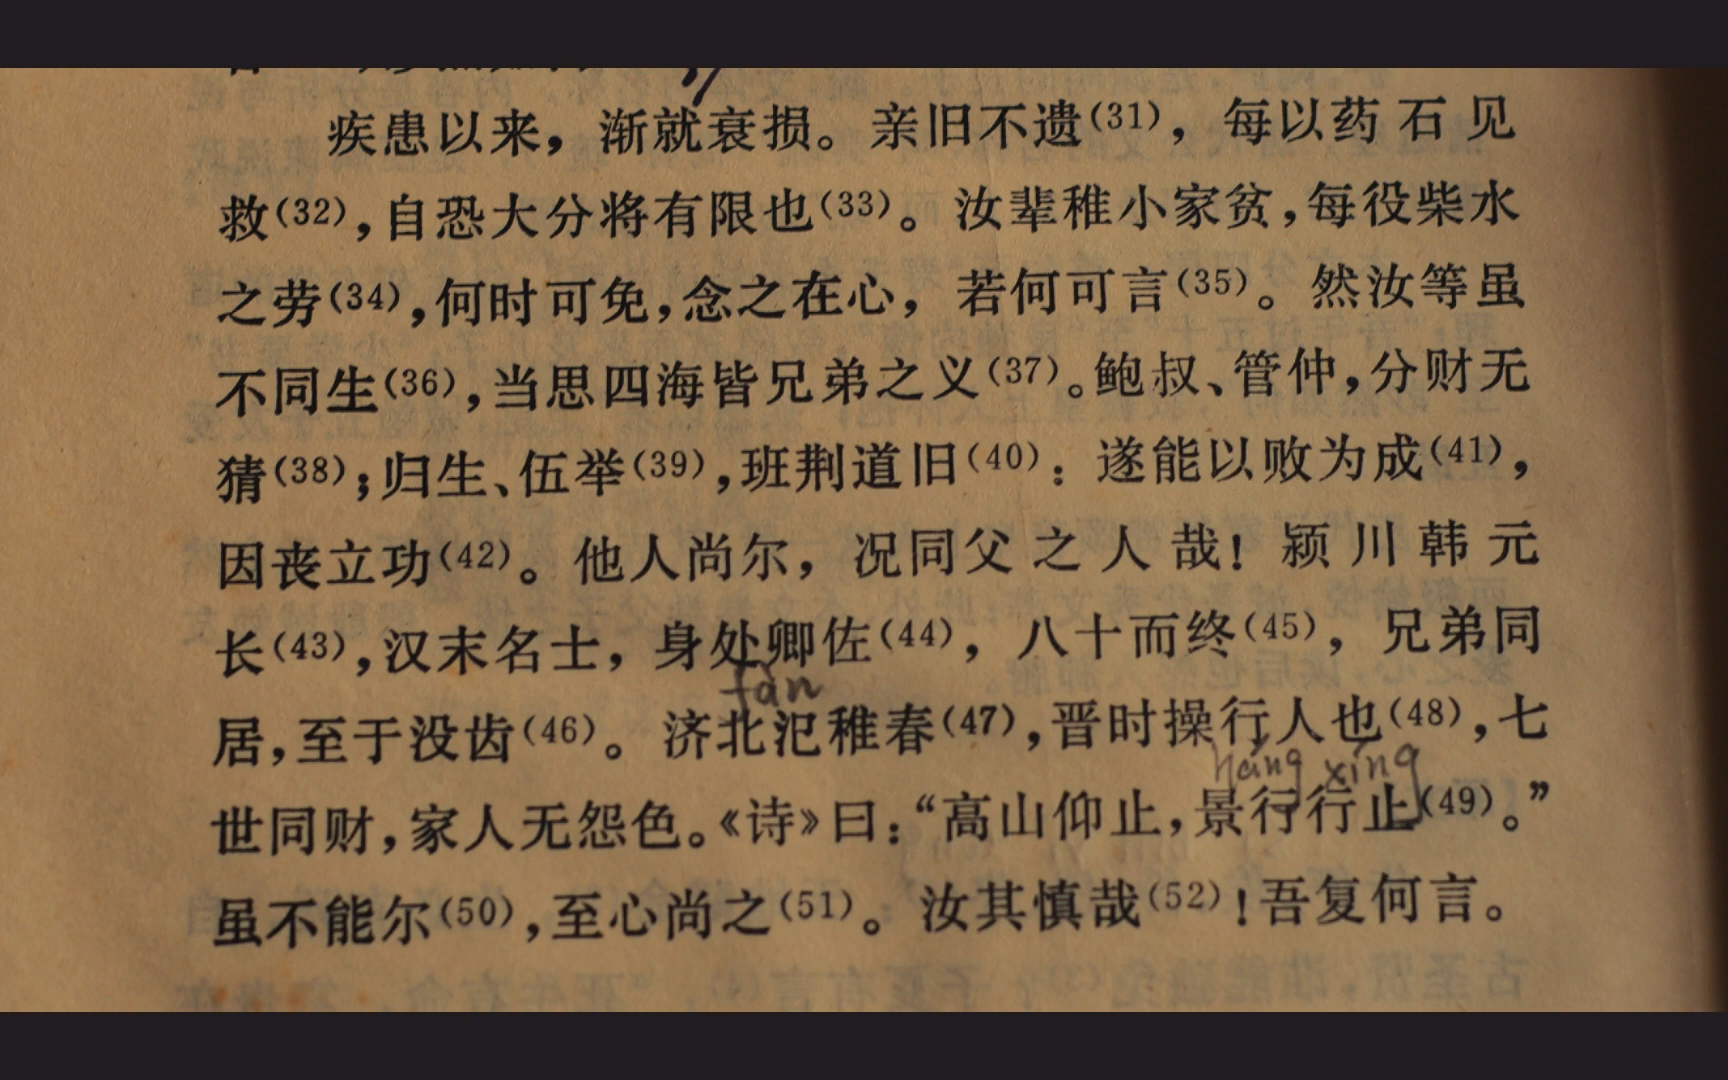 疾患以来，渐就衰损。亲旧不遗(31)，每以药石见
救(32)，自恐大分将有限也(33)。汝辈稚小家贫，每役柴水
之劳(34)，何时可免，念之在心，若何可言(35)。然汝等虽
不同生(36)，当思四海皆兄弟之义(37)。鲍叔、管仲，分财无
猜(38)；归生、伍举(39)，班荆道旧(40)：遂能以败为成(41)，
因丧立功(42)。他人尚尔，况同父之人哉！颍川韩元
长(43)，汉末名士，身处卿佐(44)，八十而终(45)，兄弟同
fàn
居，至于没齿(46)。济北氾稚春(47)，晋时操行人也(48)，七
háng xíng
世同财，家人无怨色。《诗》曰：“高山仰止，景行行止(49)。”
虽不能尔(50)，至心尚之(51)。汝其慎哉(52)！吾复何言。